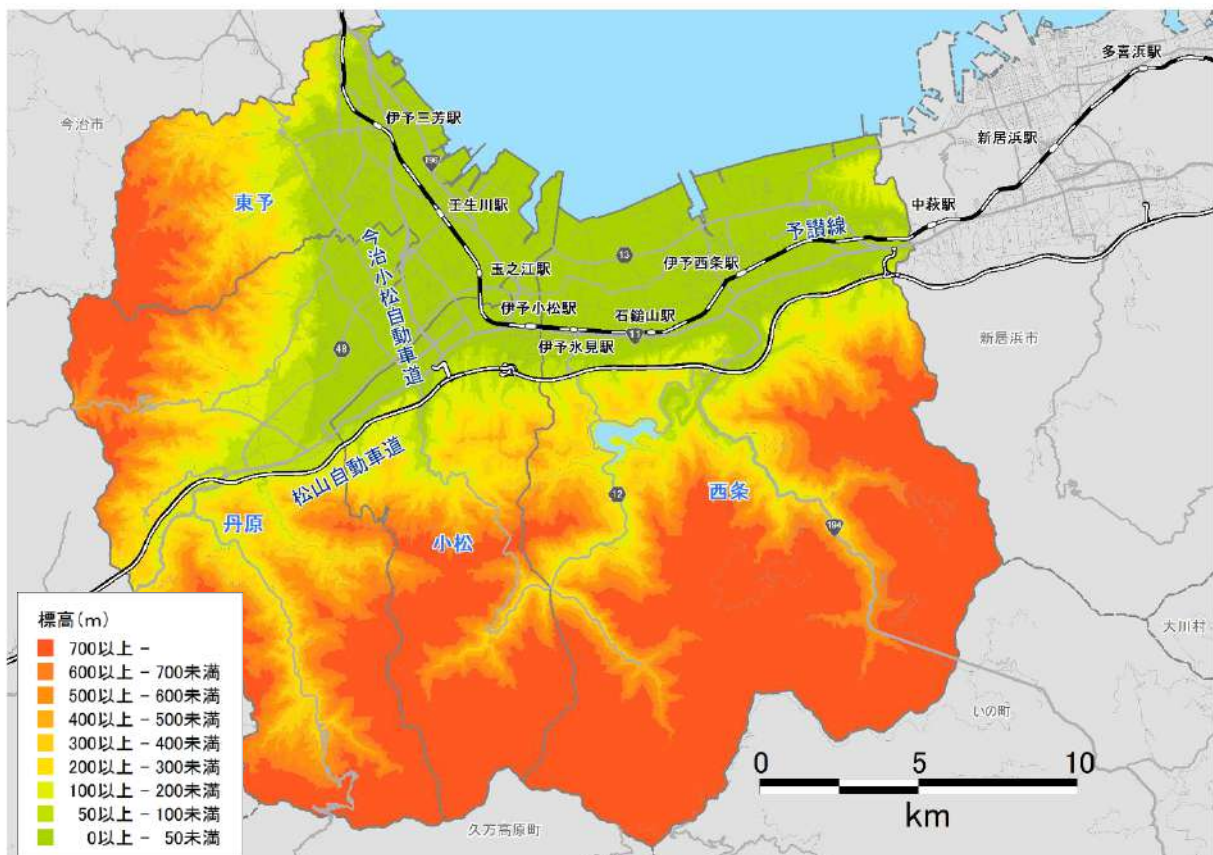 多喜浜駅
伊予三芳駅
今治市
新居浜駅
196
東予
壬生川駅
中萩駅
予讃線
今治小松自動車道
玉之江駅
13
伊予西条駅
伊予小松駅
石鎚山駅
11
新居浜市
48
伊予氷見駅
松山自動車道
西条
12
丹原
小松
194
標高(m)
700以上 -
600以上 - 700未満
500以上 - 600未満
400以上 - 500未満
300以上 - 400未満
200以上 - 300未満
100以上 - 200未満
50以上 - 100未満
0以上 - 50未満
大川村
いの町
0 5 10
km
久万高原町